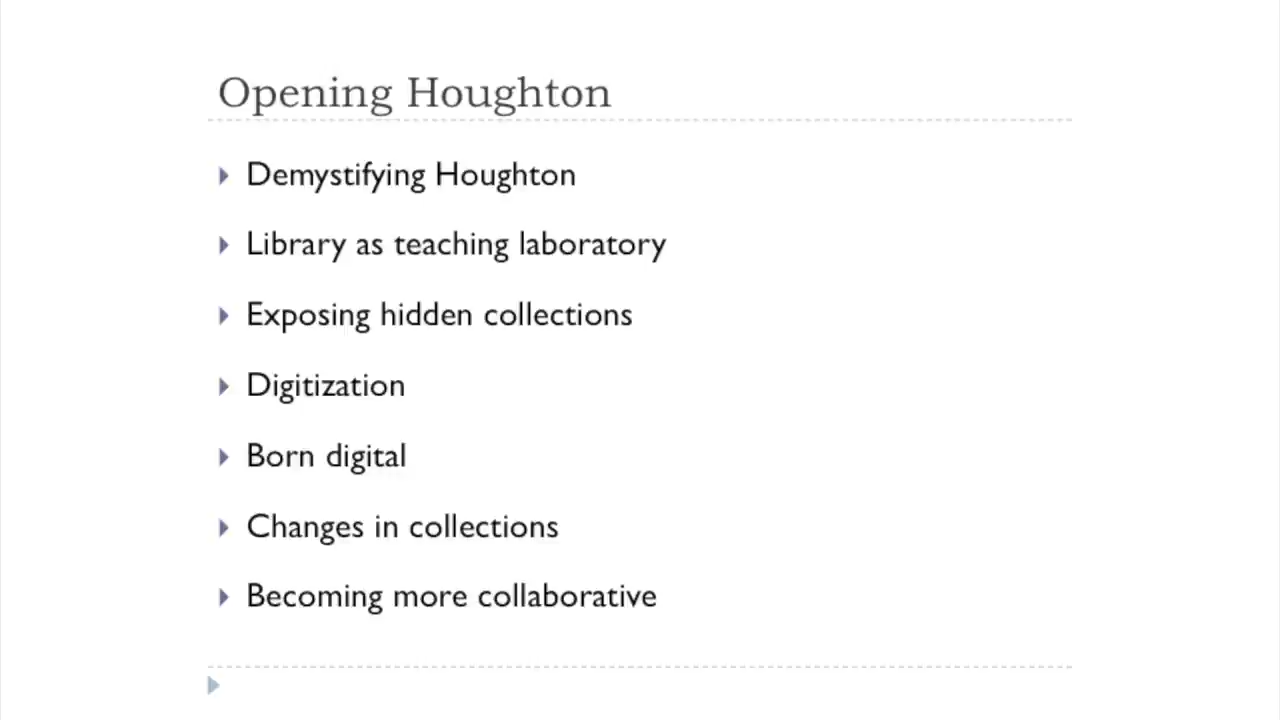 Opening Houghton
Demystifying Houghton
Library as teaching laboratory
Exposing hidden collections
Digitization
Born digital
Changes in collections
Becoming more collaborative